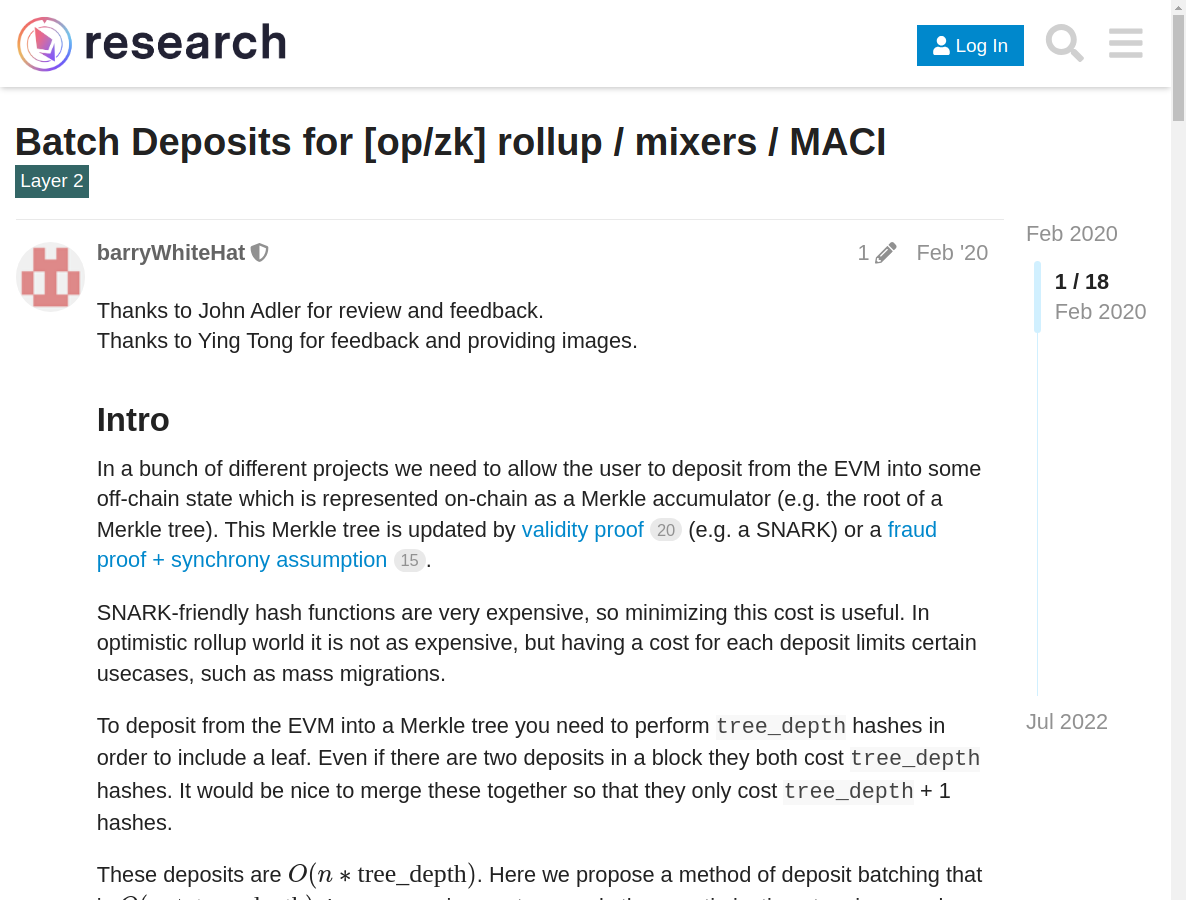 research
Log In
Batch Deposits for [op/zk] rollup / mixers / MACI
Layer 2
barryWhiteHat
1
Feb '20
Feb 2020
1 / 18
Feb 2020
Jul 2022
Thanks to John Adler for review and feedback.
Thanks to Ying Tong for feedback and providing images.
Intro
In a bunch of different projects we need to allow the user to deposit from the EVM into some
off-chain state which is represented on-chain as a Merkle accumulator (e.g. the root of a
Merkle tree). This Merkle tree is updated by validity proof 20 (e.g. a SNARK) or a fraud
proof + synchrony assumption 15.
SNARK-friendly hash functions are very expensive, so minimizing this cost is useful. In
optimistic rollup world it is not as expensive, but having a cost for each deposit limits certain
usecases, such as mass migrations.
To deposit from the EVM into a Merkle tree you need to perform tree_depth hashes in
order to include a leaf. Even if there are two deposits in a block they both cost tree_depth
hashes. It would be nice to merge these together so that they only cost tree_depth + 1
hashes.
These deposits are O(n ∗ tree_depth). Here we propose a method of deposit batching that